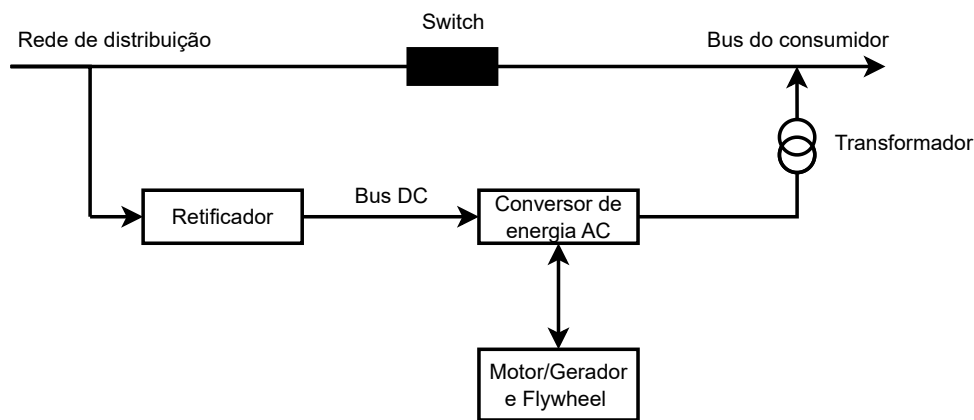 Switch
Rede de distribuição
Bus do consumidor
Transformador
Bus DC
Retificador
Conversor de
energia AC
Motor/Gerador
e Flywheel